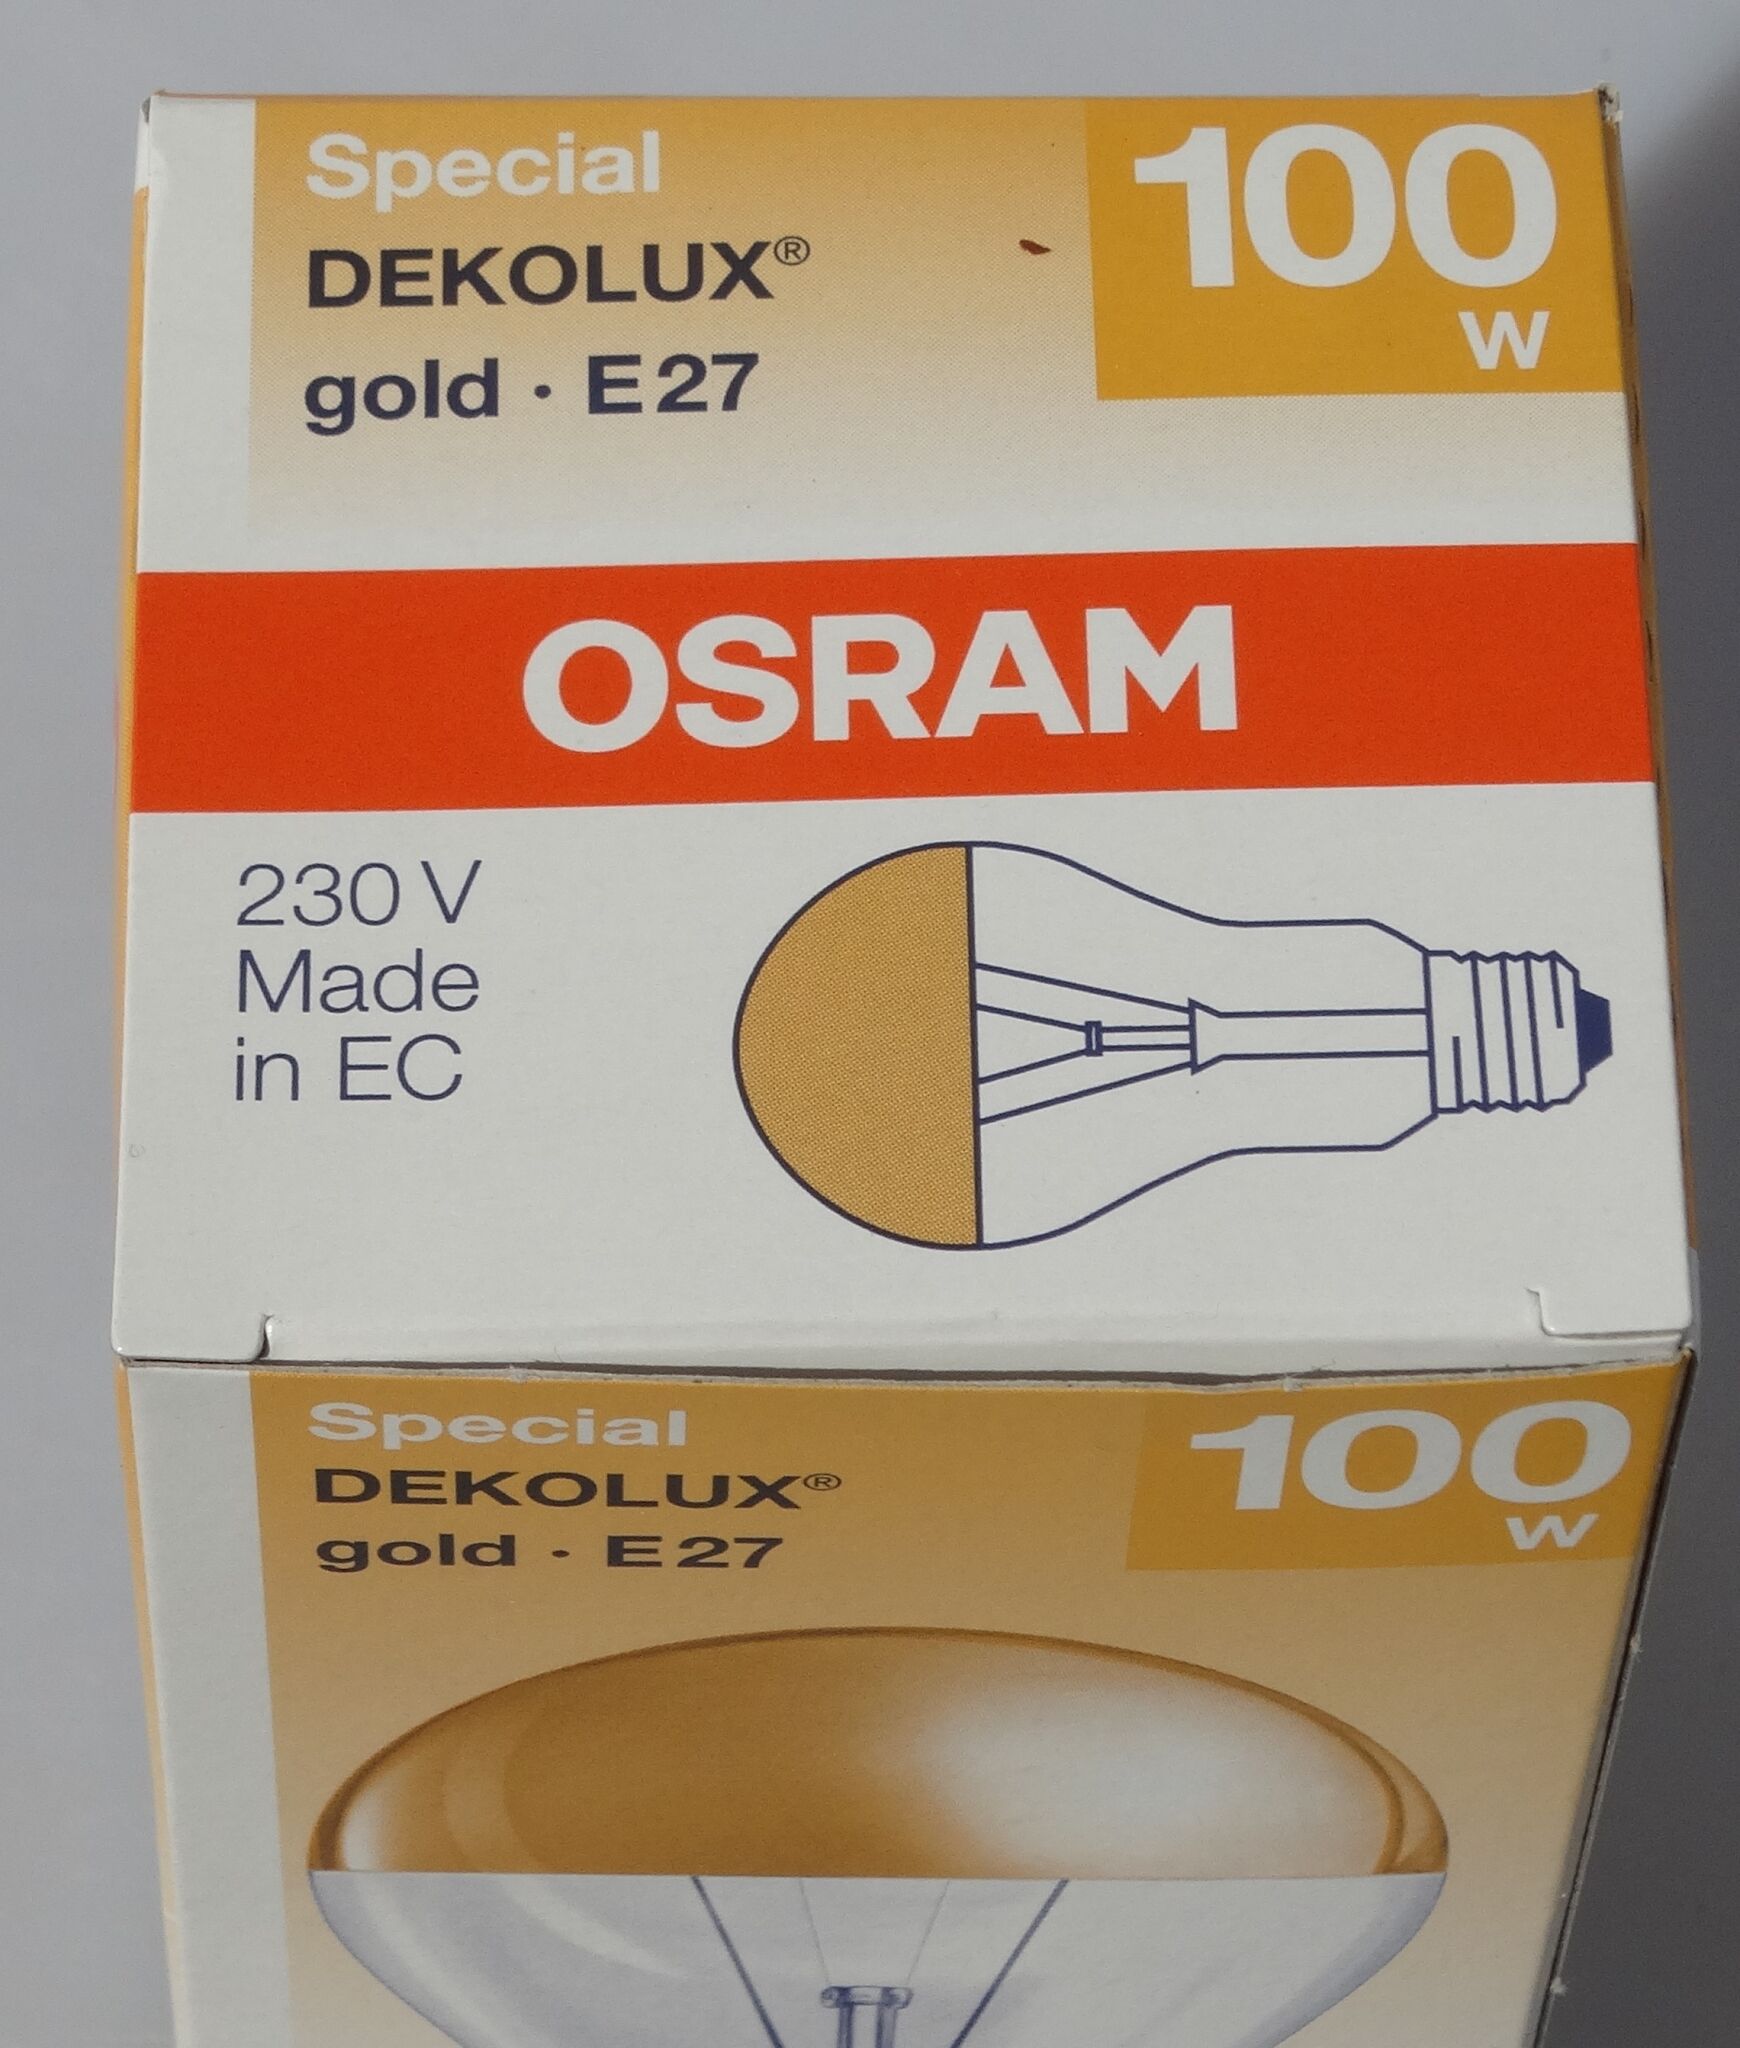 Special
DEKOLUX®
gold · E27
100
W
OSRAM
230 V
Made
in EC
Special
DEKOLUX®
gold · E27
100
W